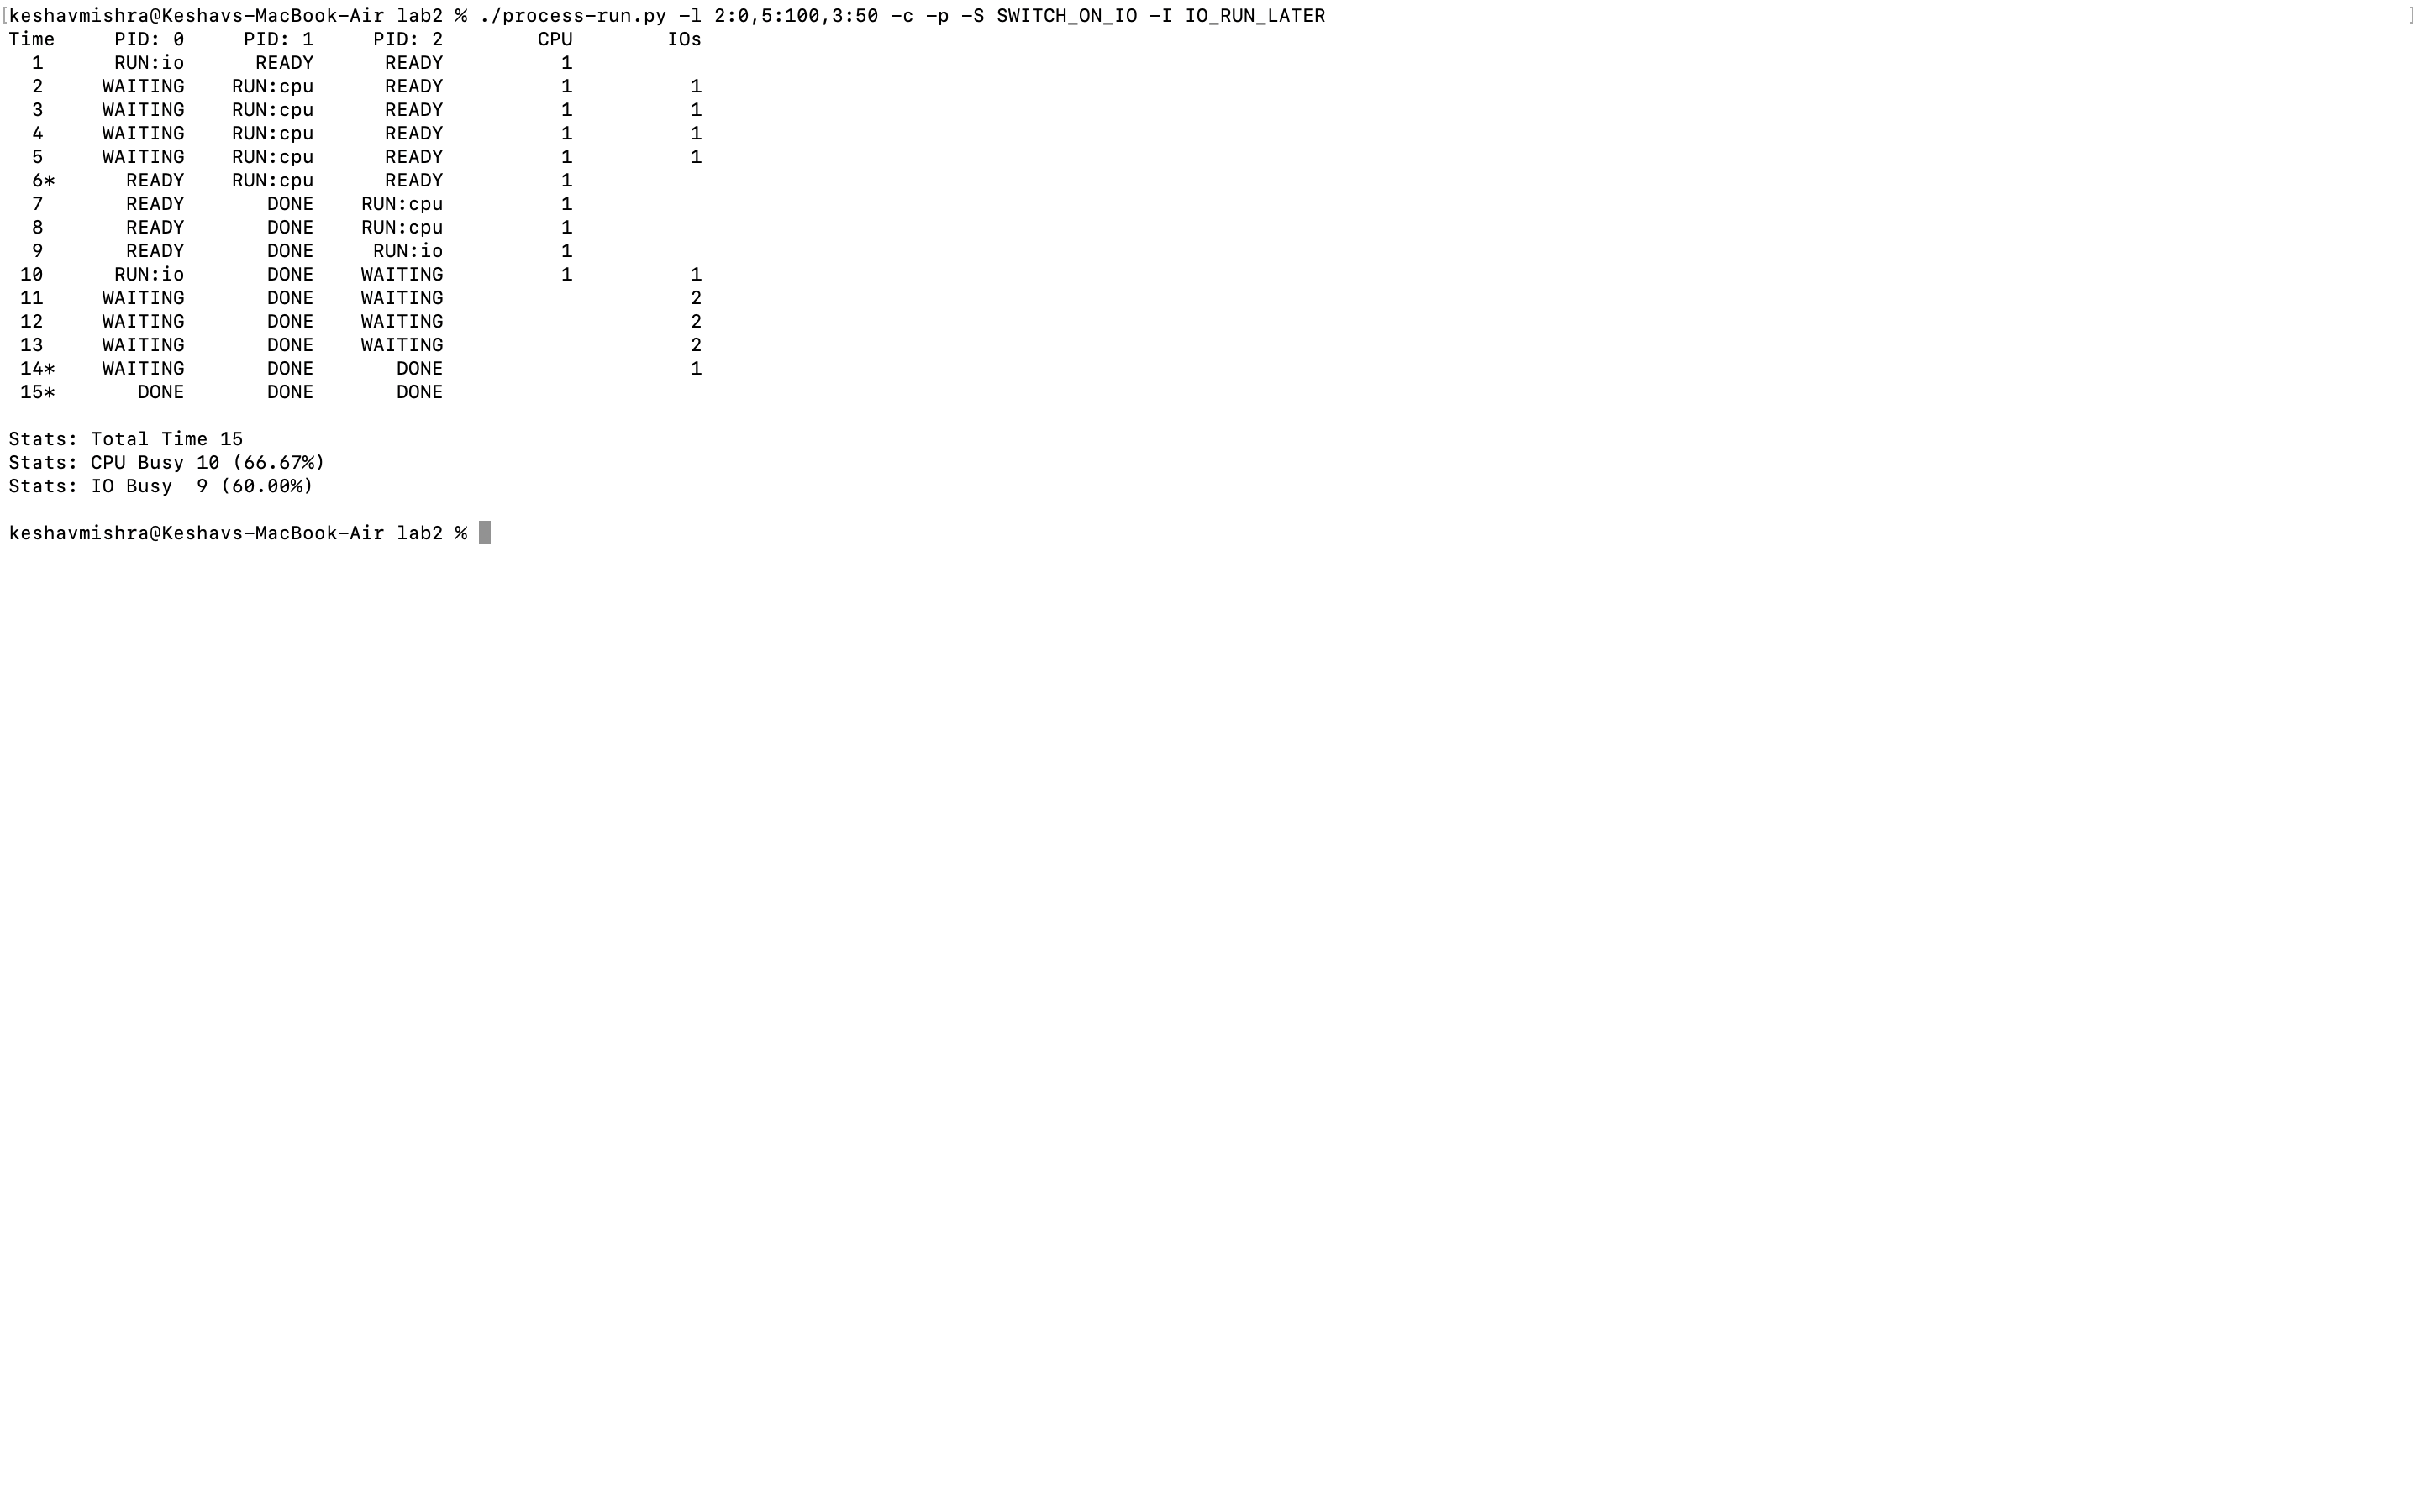 [keshavmishra@Keshavs-MacBook-Air lab2 % ./process-run.py -l 2:0,5:100,3:50 -c -p -S SWITCH_ON_IO -I IO_RUN_LATER ]
Time PID: 0 PID: 1 PID: 2 CPU IOs
1 RUN:io READY READY 1
2 WAITING RUN:cpu READY 1 1
3 WAITING RUN:cpu READY 1 1
4 WAITING RUN:cpu READY 1 1
5 WAITING RUN:cpu READY 1 1
6* READY RUN:cpu READY 1
7 READY DONE RUN:cpu 1
8 READY DONE RUN:cpu 1
9 READY DONE RUN:io 1
10 RUN:io DONE WAITING 1 1
11 WAITING DONE WAITING 2
12 WAITING DONE WAITING 2
13 WAITING DONE WAITING 2
14* WAITING DONE DONE 1
15* DONE DONE DONE
Stats: Total Time 15
Stats: CPU Busy 10 (66.67%)
Stats: IO Busy 9 (60.00%)
keshavmishra@Keshavs-MacBook-Air lab2 %